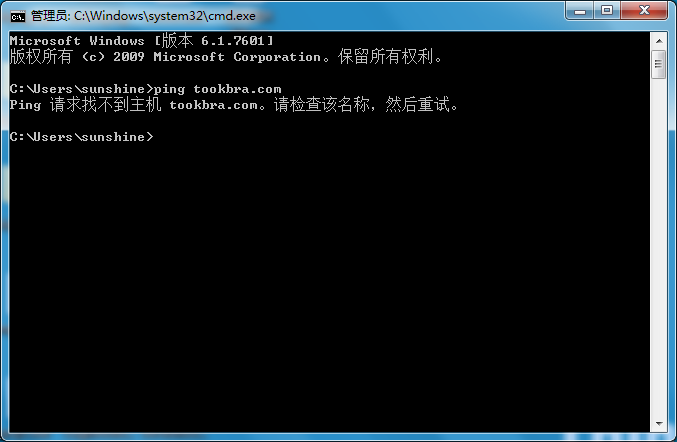 管理员: C:\Windows\system32\cmd.exe
Microsoft Windows [版本 6.1.7601]
版权所有 (c) 2009 Microsoft Corporation。保留所有权利。
C:\Users\sunshine>ping tookbra.com
Ping 请求找不到主机 tookbra.com。请检查该名称，然后重试。
C:\Users\sunshine>